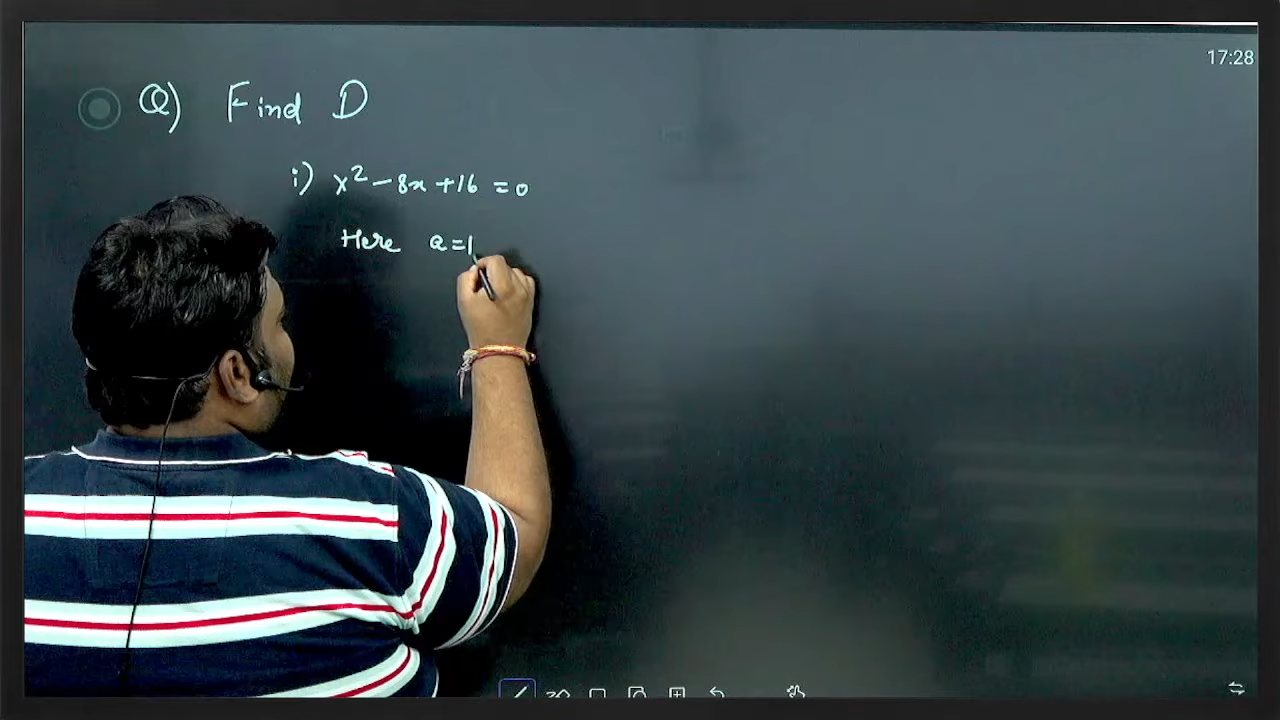 17:28
Q) Find D
i) x² - 8x + 16 = 0
Here a = 1